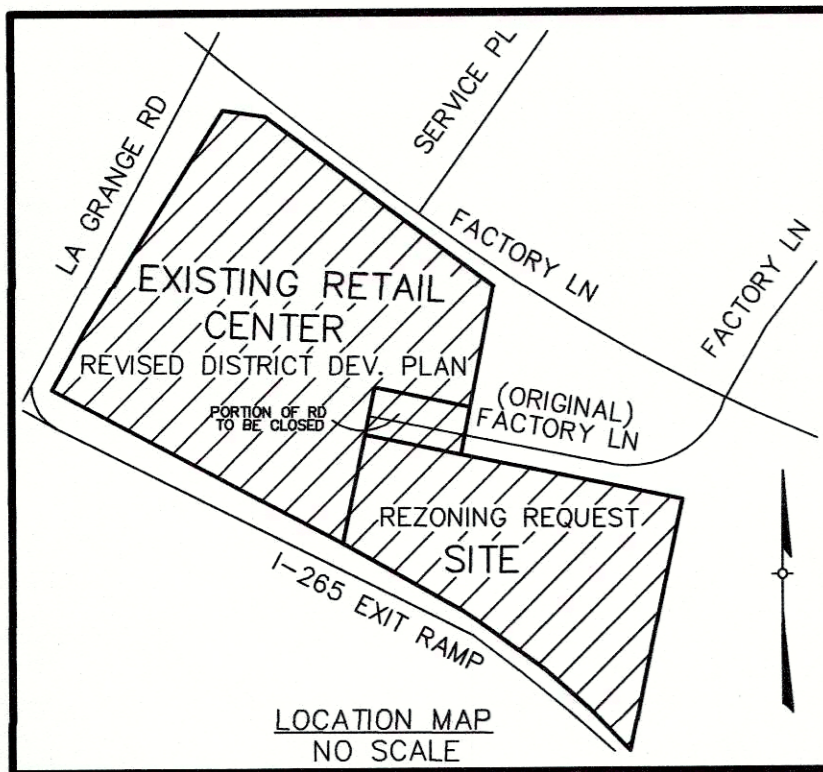 SERVICE PL
LA GRANGE RD
FACTORY LN
FACTORY LN
EXISTING RETAIL
CENTER
REVISED DISTRICT DEV. PLAN
PORTION OF RD
TO BE CLOSED
(ORIGINAL)
FACTORY LN
REZONING REQUEST
SITE
I-265 EXIT RAMP
LOCATION MAP
NO SCALE